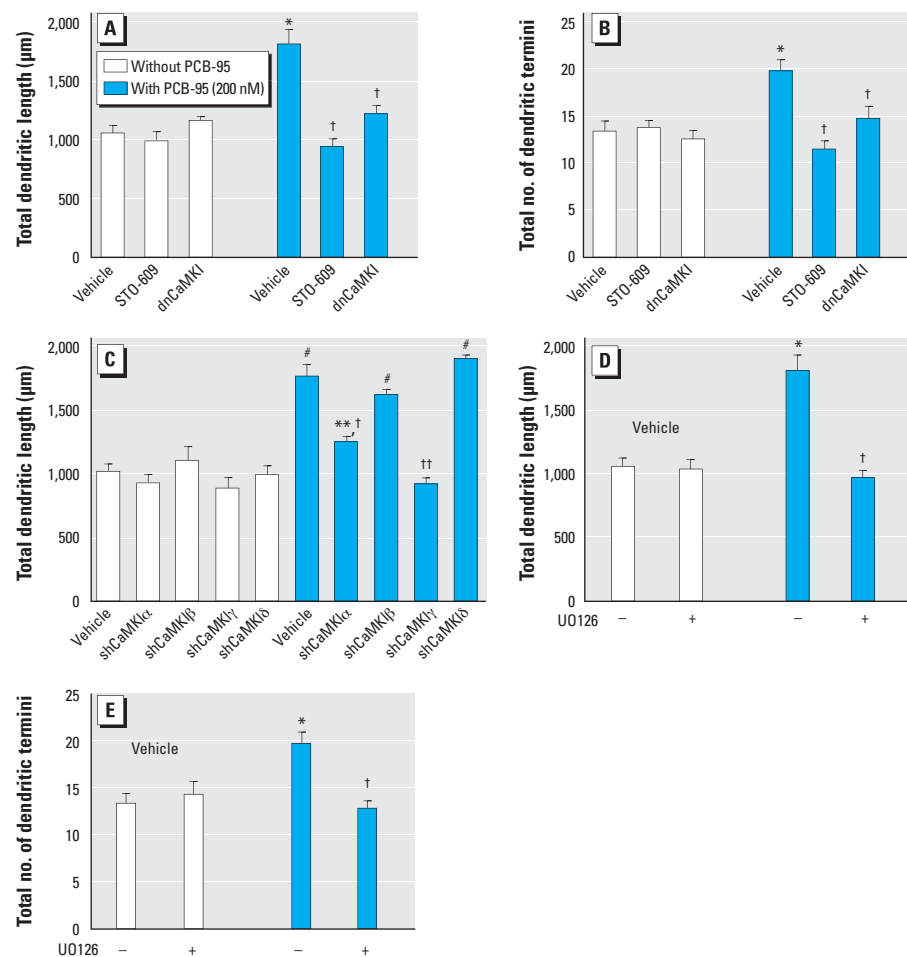 A
Total dendritic length (μm)
2,000
1,500
1,000
500
0
Without PCB-95
With PCB-95 (200 nM)
*
†
†
Vehicle
STO-609
dnCaMKI
Vehicle
STO-609
dnCaMKI
B
Total no. of dendritic termini
25
20
15
10
5
0
*
†
†
Vehicle
STO-609
dnCaMKI
Vehicle
STO-609
dnCaMKI
C
Total dendritic length (μm)
2,000
1,500
1,000
500
0
#
**,†
#
††
#
Vehicle
shCaMKIα
shCaMKIβ
shCaMKIγ
shCaMKIδ
Vehicle
shCaMKIα
shCaMKIβ
shCaMKIγ
shCaMKIδ
D
Total dendritic length (μm)
2,000
1,500
1,000
500
0
Vehicle
*
†
UO126 – + – +
E
Total no. of dendritic termini
25
20
15
10
5
0
Vehicle
*
†
UO126 – + – +